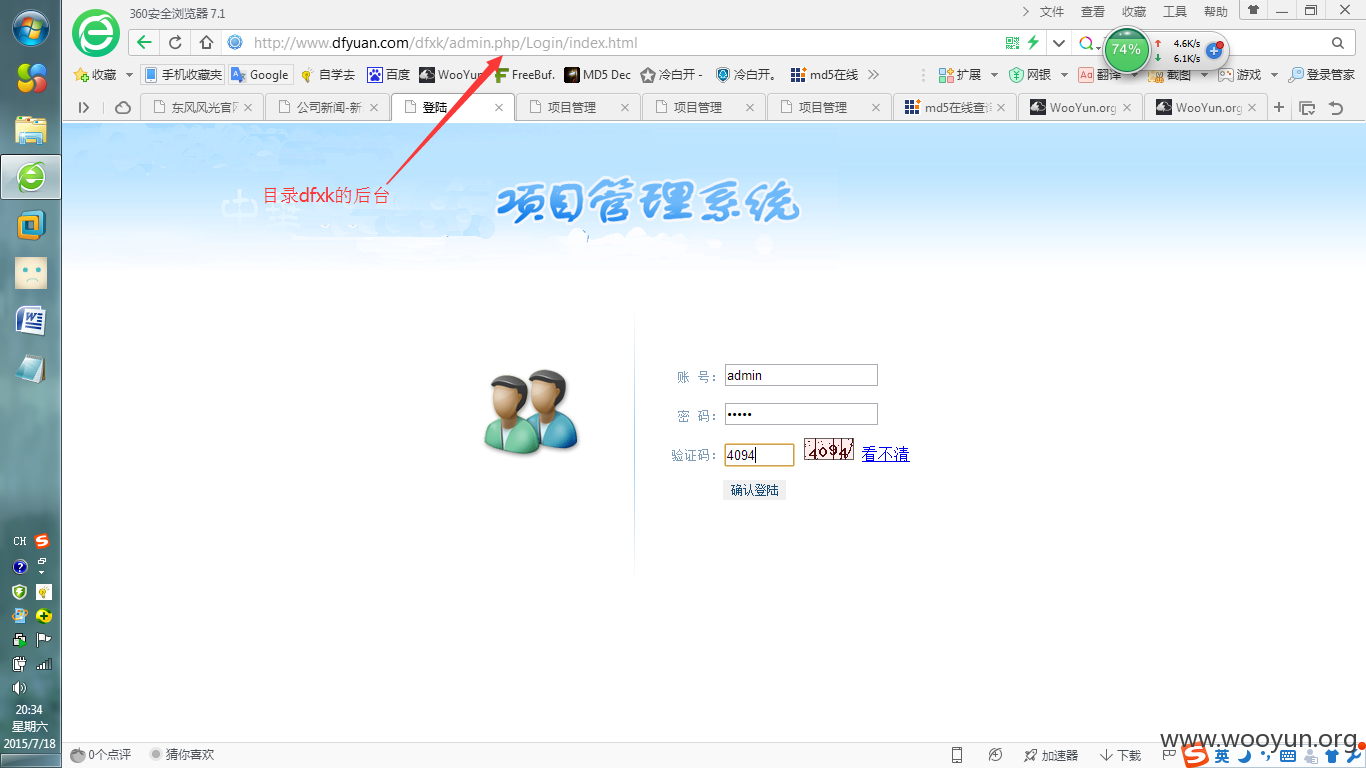 360安全浏览器 7.1
文件 查看 收藏 工具 帮助
http://www.dfyuan.com/dfxk/admin.php/Login/index.html
74%
4.6K/s
6.1K/s
收藏 手机收藏夹 Google 自学去 百度 WooYun FreeBuf. MD5 Dec 冷白开 - 冷白开。 md5在线 扩展 网银 翻译 截图 游戏 登录管家
东风风光官 公司新闻-新 登陆 项目管理 项目管理 项目管理 md5在线查 WooYun.org WooYun.org
目录dfxk的后台
项目管理系统
账 号: admin
密 码: •••••
验证码: 4094 4094 看不清
确认登陆
CH
20:34
星期六
2015/7/18
0个点评 猜你喜欢 加速器 下载
www.wooyun.org
英